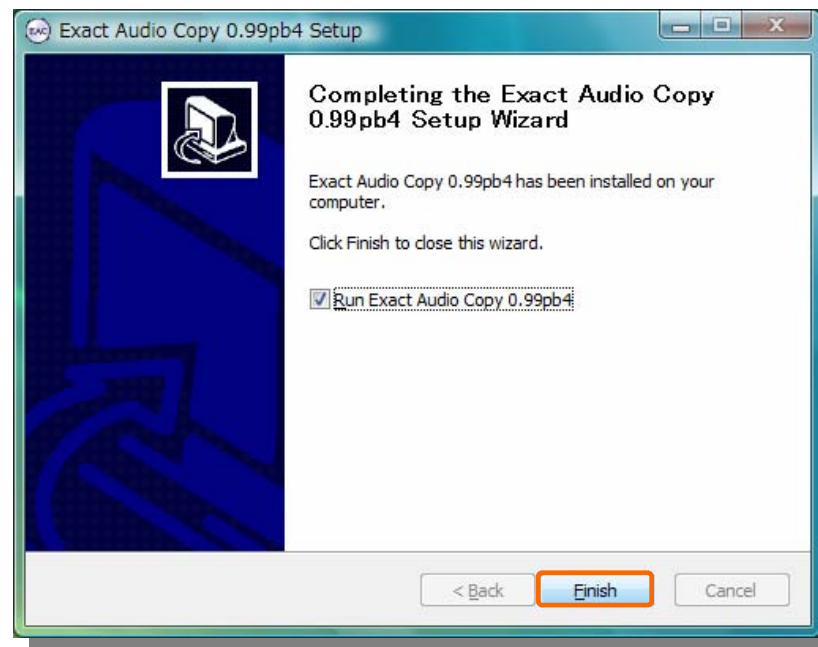 EAC Exact Audio Copy 0.99pb4 Setup
Completing the Exact Audio Copy
0.99pb4 Setup Wizard
Exact Audio Copy 0.99pb4 has been installed on your
computer.
Click Finish to close this wizard.
Run Exact Audio Copy 0.99pb4
< Back Finish Cancel